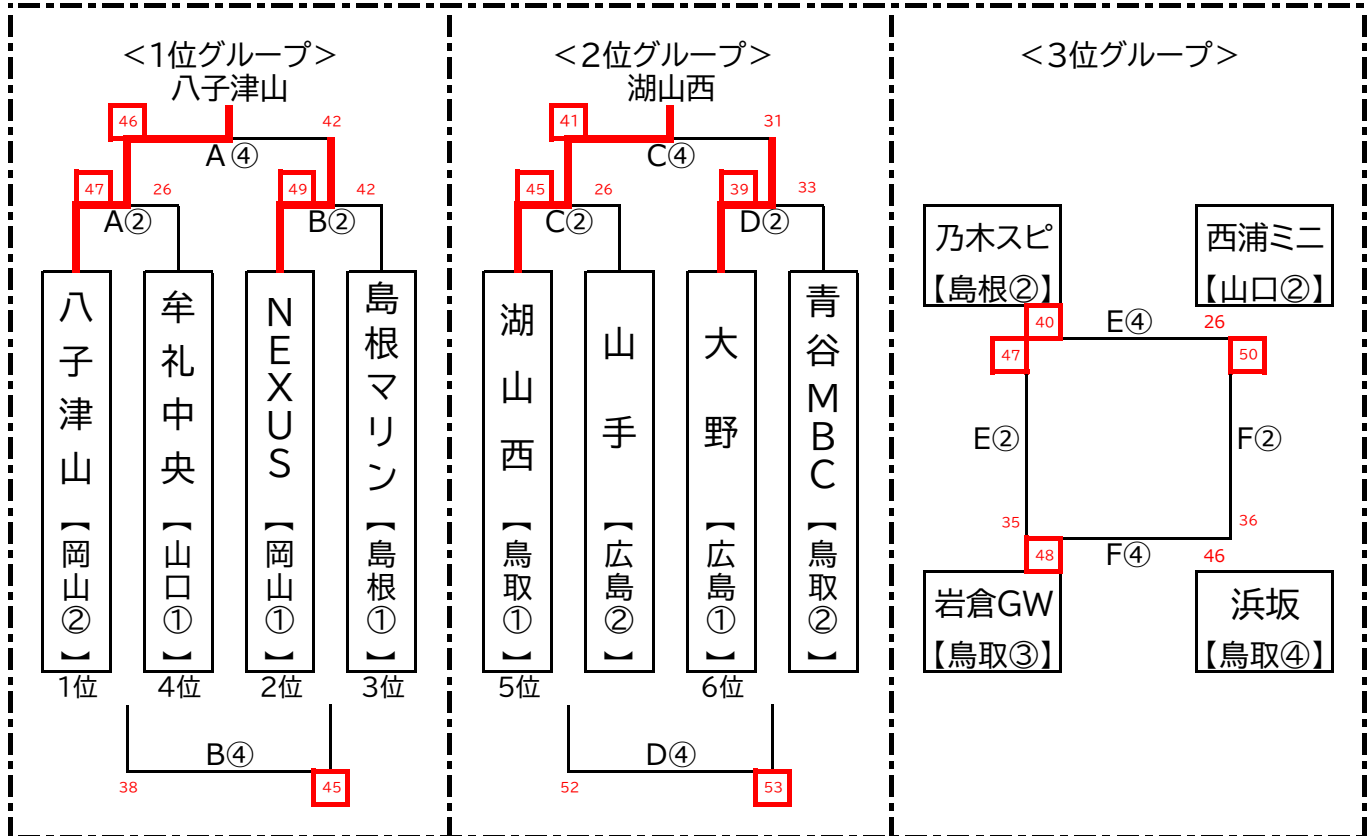 <1位グループ>
八子津山
46
42
A④
47
26
49
42
A②
B②
八子津山【岡山②】
牟礼中央【山口①】
NEXUS【岡山①】
島根マリン【島根①】
1位
4位
2位
3位
B④
38
45
<2位グループ>
湖山西
41
31
C④
45
26
39
33
C②
D②
湖山西【鳥取①】
山手【広島②】
大野【広島①】
青谷MBC【鳥取②】
5位
6位
D④
52
53
<3位グループ>
乃木スピ
【島根②】
西浦ミニ
【山口②】
40
E④
26
47
50
E②
F②
35
36
48
F④
46
岩倉GW
【鳥取③】
浜坂
【鳥取④】